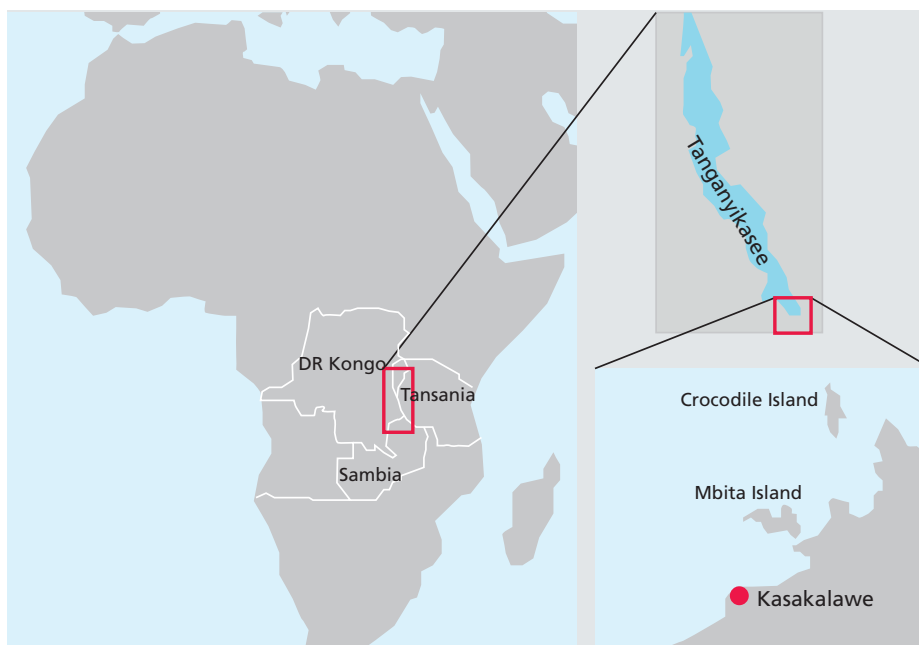 DR Kongo
Tansania
Sambia
Tanganyikasee
Crocodile Island
Mbita Island
Kasakalawe